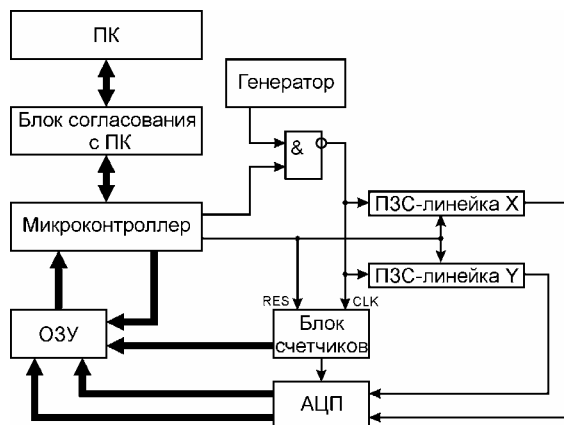 ПК
Генератор
Блок согласования
с ПК
&
Микроконтроллер
ПЗС-линейка X
ПЗС-линейка Y
RES
CLK
ОЗУ
Блок
счетчиков
АЦП